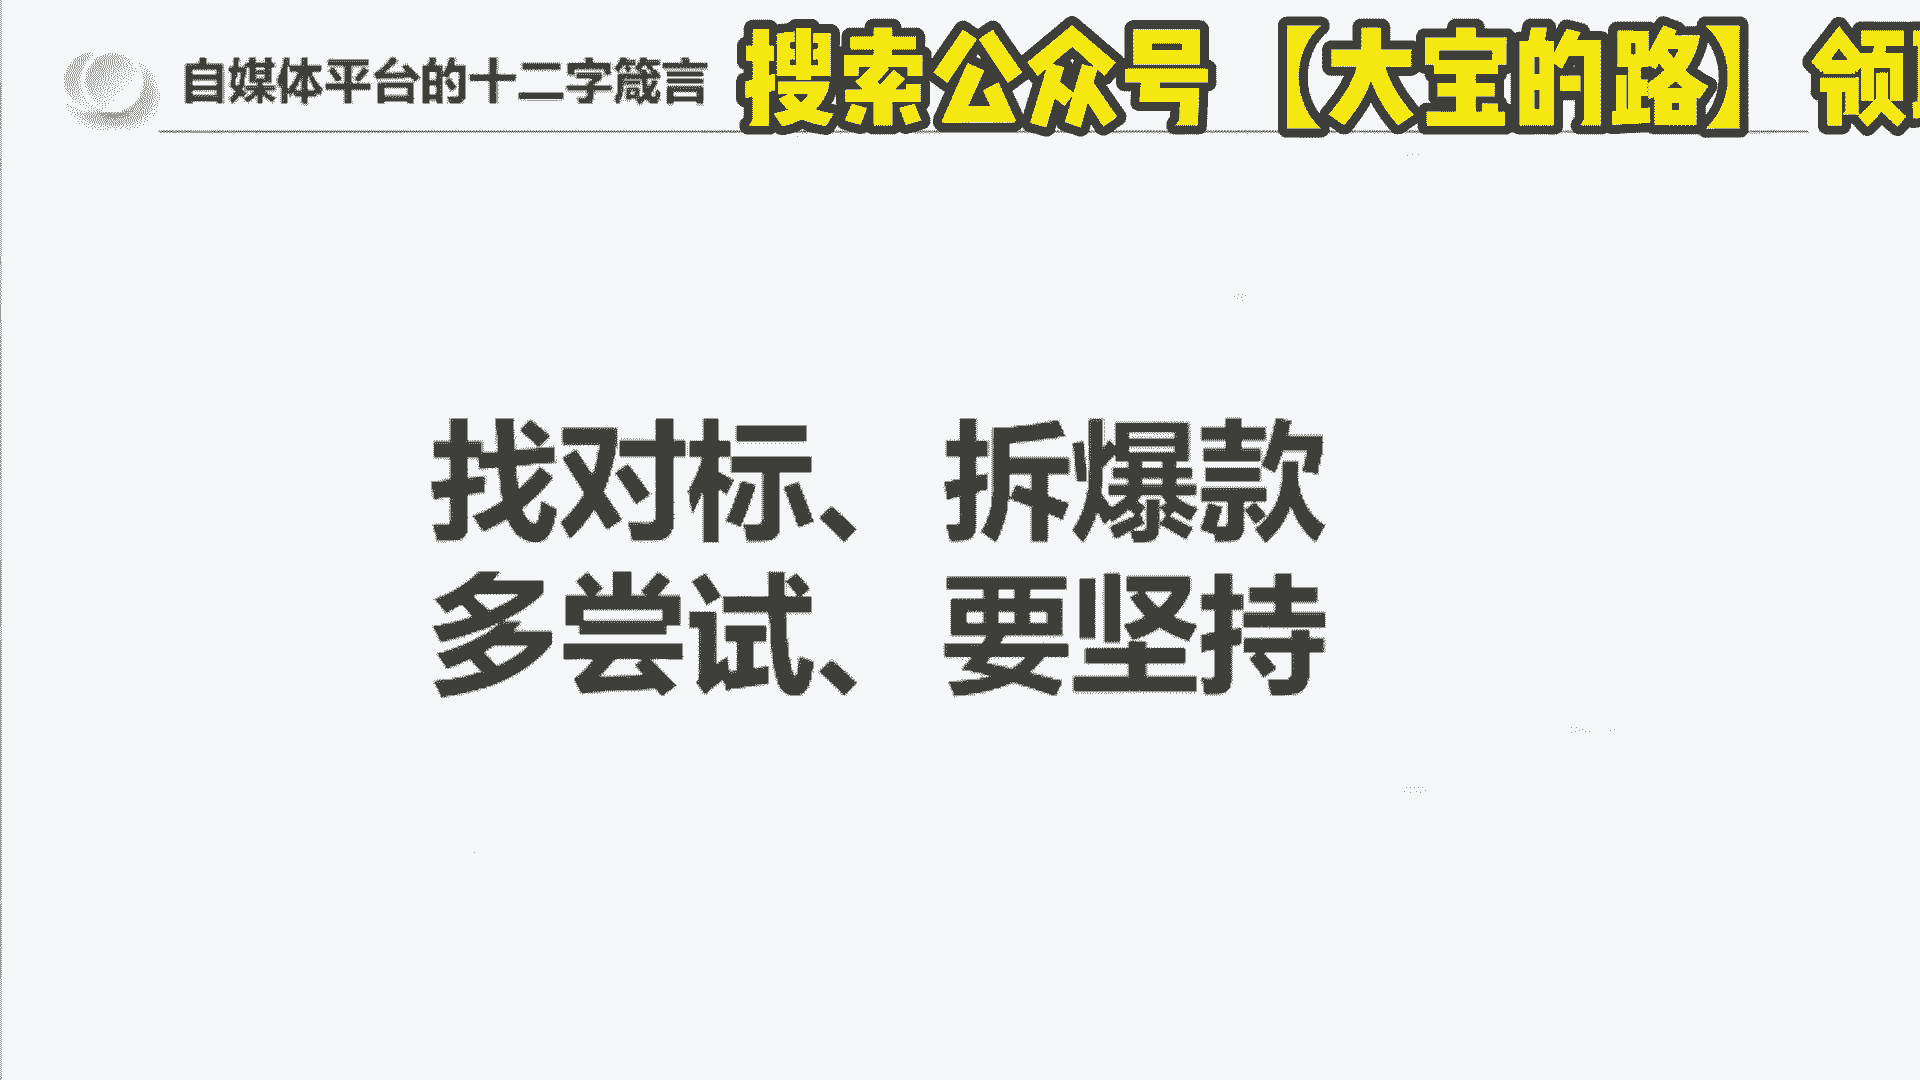 自媒体平台的十二字箴言
搜索公众号 【大宝的路】 领
找对标、拆爆款
多尝试、要坚持